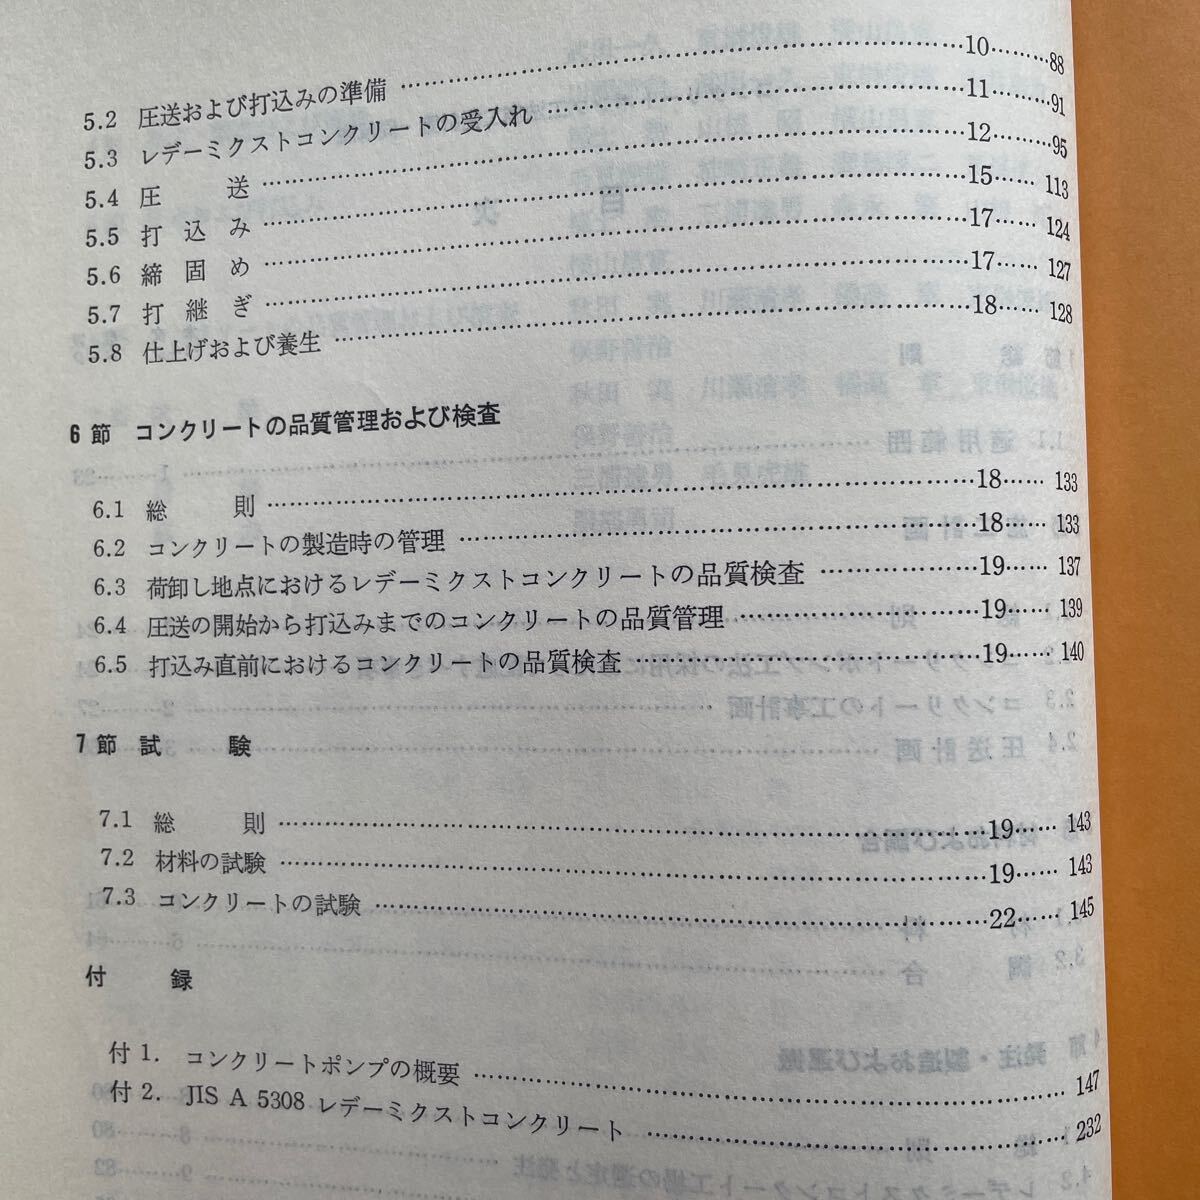 5.2 圧送および打込みの準備……10……88
5.3 レデーミクストコンクリートの受入れ……11……91
5.4 圧　　送……12……95
5.5 打 込 み……15……113
5.6 締 固 め……17……124
5.7 打 継 ぎ……17……127
5.8 仕上げおよび養生……18……128
6 節 コンクリートの品質管理および検査
6.1 総　　則……18……133
6.2 コンクリートの製造時の管理……18……133
6.3 荷卸し地点におけるレデーミクストコンクリートの品質検査……19……137
6.4 圧送の開始から打込みまでのコンクリートの品質管理……19……139
6.5 打込み直前におけるコンクリートの品質検査……19……140
7 節 試　　験
7.1 総　　則……19……143
7.2 材料の試験……19……143
7.3 コンクリートの試験……22……145
付　　録
付 1. コンクリートポンプの概要……147
付 2. JIS A 5308 レデーミクストコンクリート……232